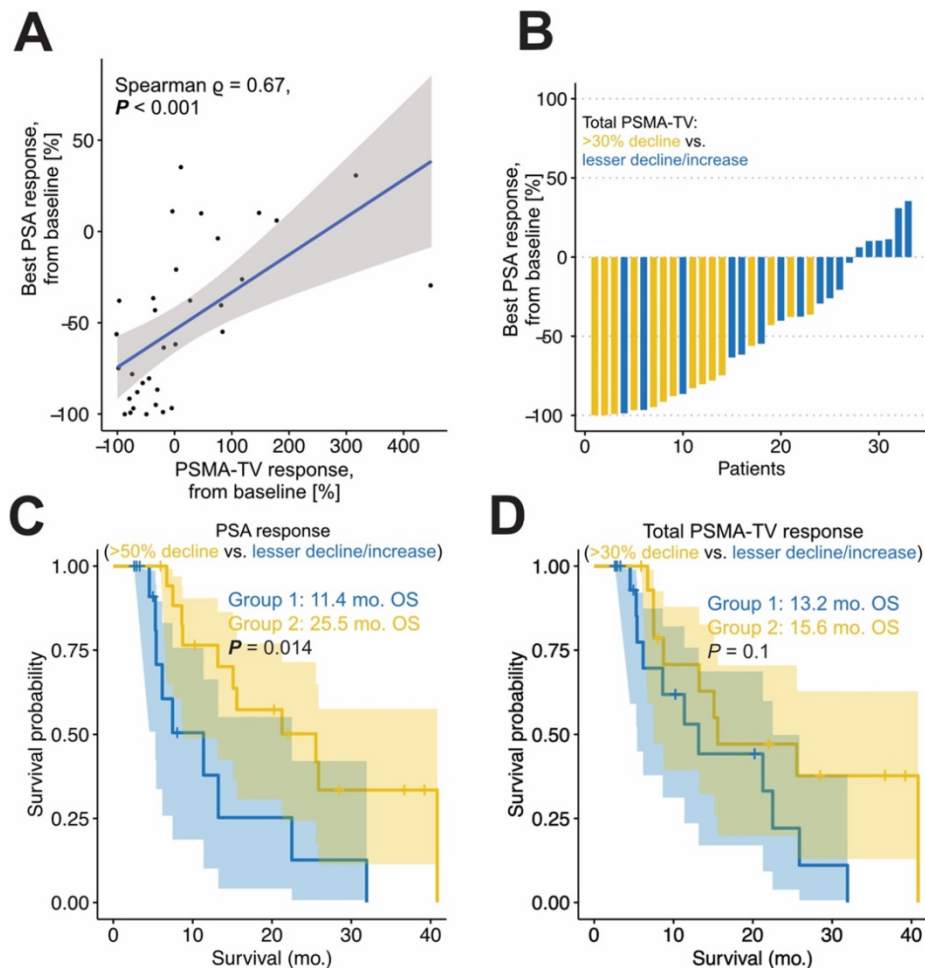 A
Spearman ϱ = 0.67,
P < 0.001
Best PSA response,
from baseline [%]
50
0
−50
−100
−100
0
100
200
300
400
PSMA-TV response,
from baseline [%]
B
Total PSMA-TV:
>30% decline vs.
lesser decline/increase
Best PSA response,
from baseline [%]
100
50
0
−50
−100
0
10
20
30
Patients
C
PSA response
(>50% decline vs. lesser decline/increase)
Group 1: 11.4 mo. OS
Group 2: 25.5 mo. OS
P = 0.014
Survival probability
1.00
0.75
0.50
0.25
0.00
0
10
20
30
40
Survival (mo.)
D
Total PSMA-TV response
(>30% decline vs. lesser decline/increase)
Group 1: 13.2 mo. OS
Group 2: 15.6 mo. OS
P = 0.1
Survival probability
1.00
0.75
0.50
0.25
0.00
0
10
20
30
40
Survival (mo.)